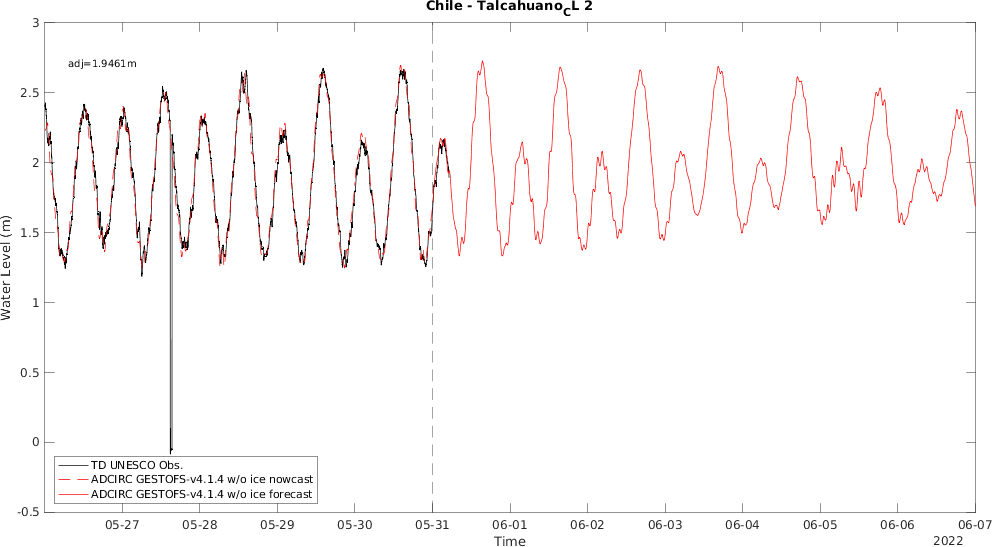 Chile - Talcahuano_CL 2
adj=1.9461m
3
2.5
2
1.5
1
0.5
0
-0.5
Water Level (m)
TD UNESCO Obs.
ADCIRC GESTOFS-v4.1.4 w/o ice nowcast
ADCIRC GESTOFS-v4.1.4 w/o ice forecast
05-27 05-28 05-29 05-30 05-31 06-01 06-02 06-03 06-04 06-05 06-06 06-07
Time
2022